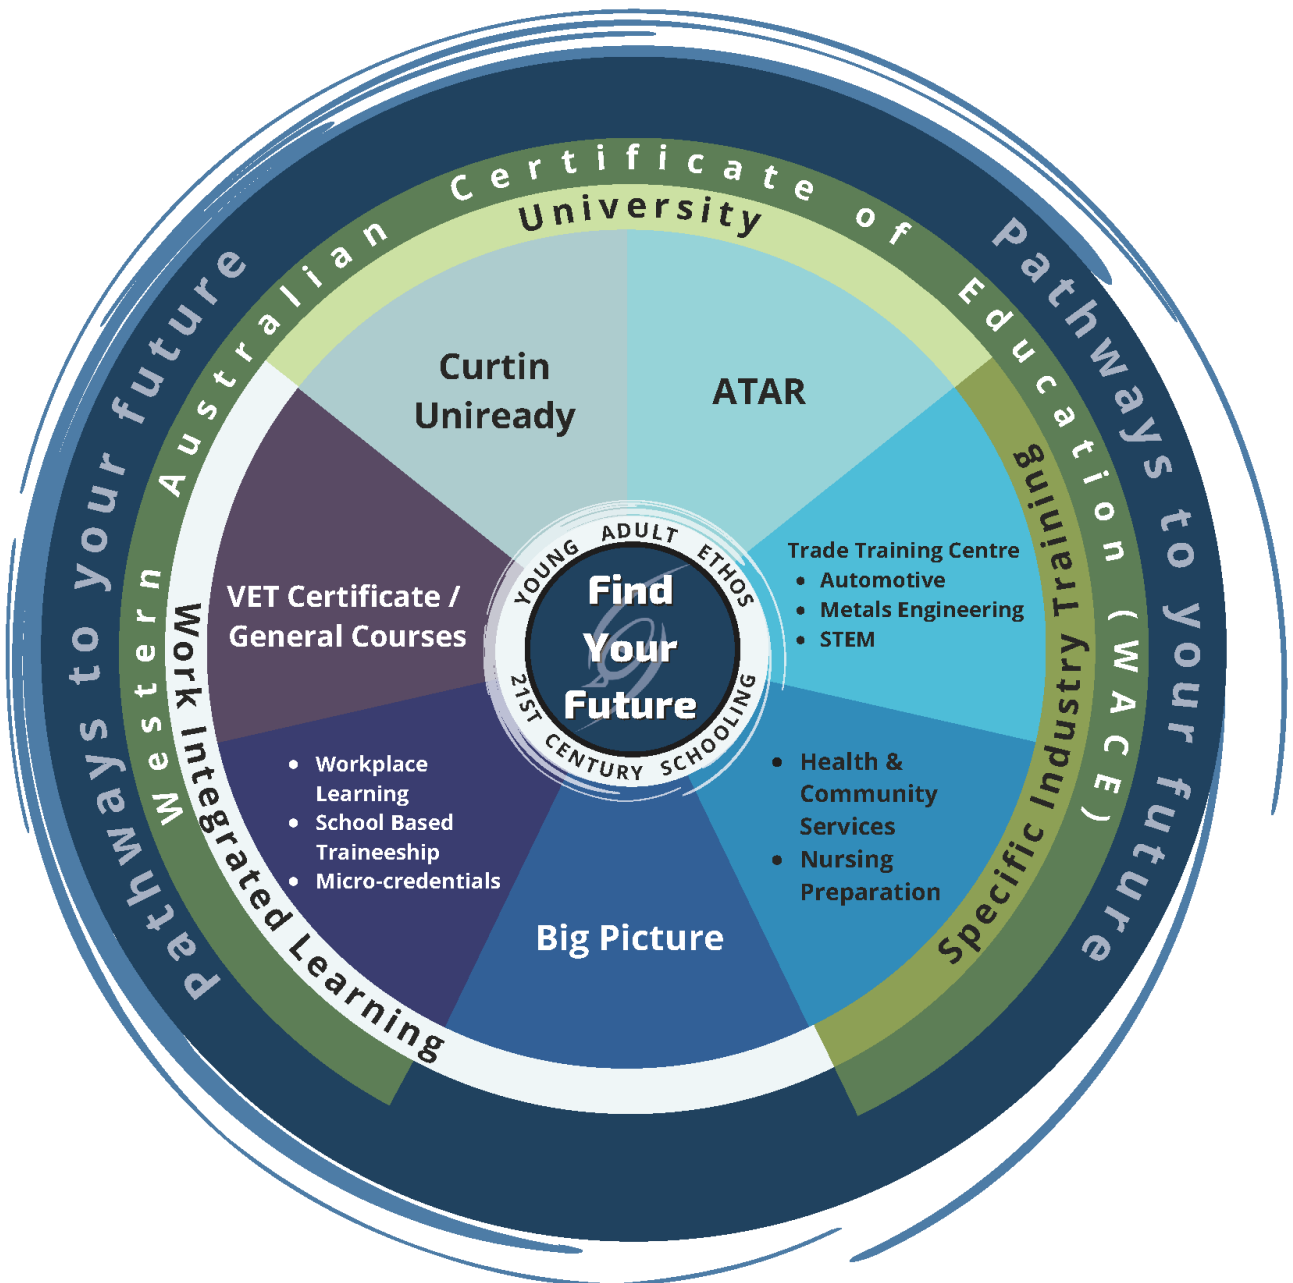 Pathways to your future
Pathways to your future
Western Australian Certificate of Education (WACE)
University
Specific Industry Training
Work Integrated Learning
Curtin
Uniready
ATAR
Trade Training Centre
• Automotive
• Metals Engineering
• STEM
• Health &
Community
Services
• Nursing
Preparation
Big Picture
• Workplace
Learning
• School Based
Traineeship
• Micro-credentials
VET Certificate /
General Courses
YOUNG ADULT ETHOS
Find
Your
Future
21ST CENTURY SCHOOLING